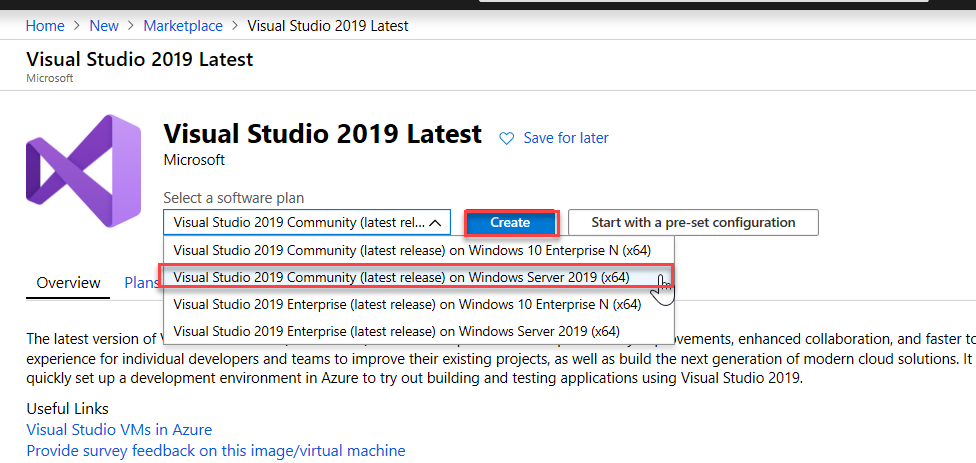 Home > New > Marketplace > Visual Studio 2019 Latest
Visual Studio 2019 Latest
Microsoft
Visual Studio 2019 Latest
Save for later
Microsoft
Select a software plan
Visual Studio 2019 Community (latest rel...
Create
Start with a pre-set configuration
Visual Studio 2019 Community (latest release) on Windows 10 Enterprise N (x64)
Visual Studio 2019 Community (latest release) on Windows Server 2019 (x64)
Visual Studio 2019 Enterprise (latest release) on Windows 10 Enterprise N (x64)
Visual Studio 2019 Enterprise (latest release) on Windows Server 2019 (x64)
Overview
Plans
The latest version of
enhanced collaboration, and faster to
experience for individual developers and teams to improve their existing projects, as well as build the next generation of modern cloud solutions. It
quickly set up a development environment in Azure to try out building and testing applications using Visual Studio 2019.
Useful Links
Visual Studio VMs in Azure
Provide survey feedback on this image/virtual machine